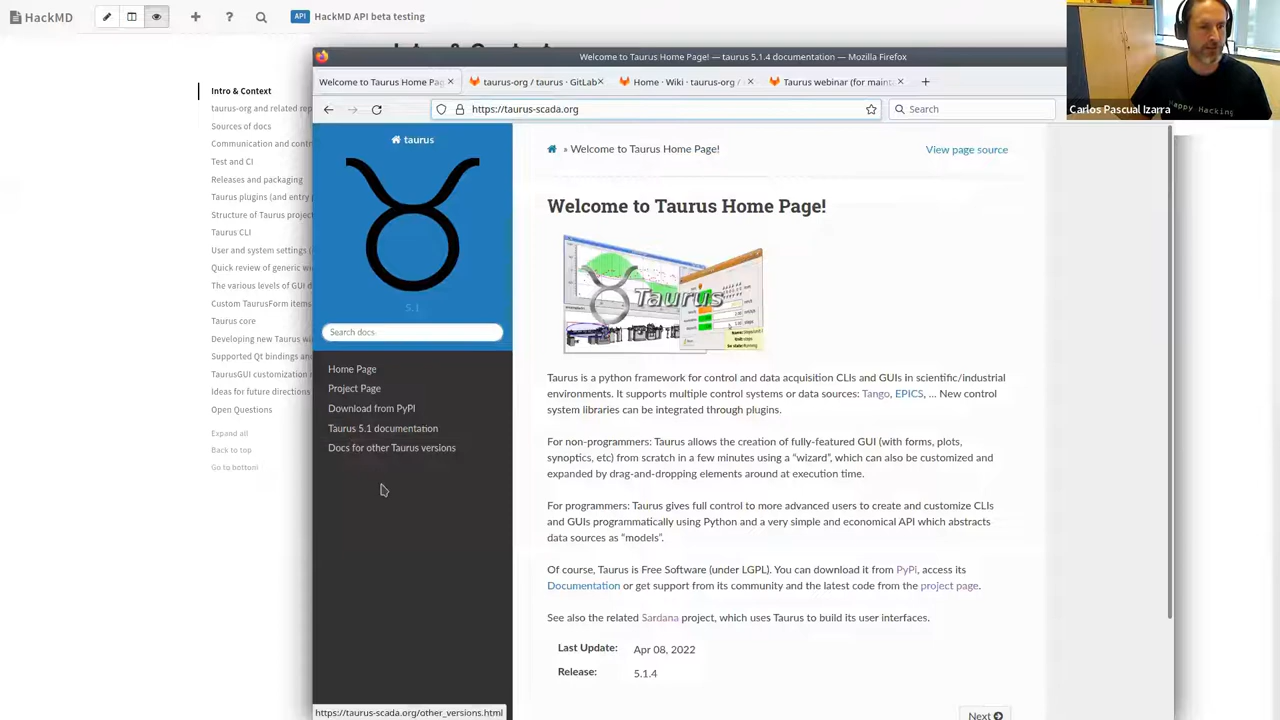 HackMD
API HackMD API beta testing
Welcome to Taurus Home Page! — taurus 5.1.4 documentation — Mozilla Firefox
Welcome to Taurus Home Pag
taurus-org / taurus · GitLab
Home · Wiki · taurus-org /
Taurus webinar (for maint
https://taurus-scada.org
Search
Carlos Pascual Izarra
Happy Hacking
Intro & Context
taurus-org and related rep
Sources of docs
Communication and contr
Test and CI
Releases and packaging
Taurus plugins (and entry p
Structure of Taurus project
Taurus CLI
User and system settings (
Quick review of generic wi
The various levels of GUI d
Custom TaurusForm items
Taurus core
Developing new Taurus wi
Supported Qt bindings an
TaurusGUI customization
Ideas for future directions
Open Questions
Expand all
Back to top
Go to bottom
taurus
5.1
Search docs
Home Page
Project Page
Download from PyPI
Taurus 5.1 documentation
Docs for other Taurus versions
https://taurus-scada.org/other_versions.html
» Welcome to Taurus Home Page!
View page source
Welcome to Taurus Home Page!
Taurus
Taurus is a python framework for control and data acquisition CLIs and GUIs in scientific/industrial
environments. It supports multiple control systems or data sources: Tango, EPICS, ... New control
system libraries can be integrated through plugins.
For non-programmers: Taurus allows the creation of fully-featured GUI (with forms, plots,
synoptics, etc) from scratch in a few minutes using a “wizard”, which can also be customized and
expanded by drag-and-dropping elements around at execution time.
For programmers: Taurus gives full control to more advanced users to create and customize CLIs
and GUIs programmatically using Python and a very simple and economical API which abstracts
data sources as “models”.
Of course, Taurus is Free Software (under LGPL). You can download it from PyPi, access its
Documentation or get support from its community and the latest code from the project page.
See also the related Sardana project, which uses Taurus to build its user interfaces.
Last Update: Apr 08, 2022
Release: 5.1.4
Next